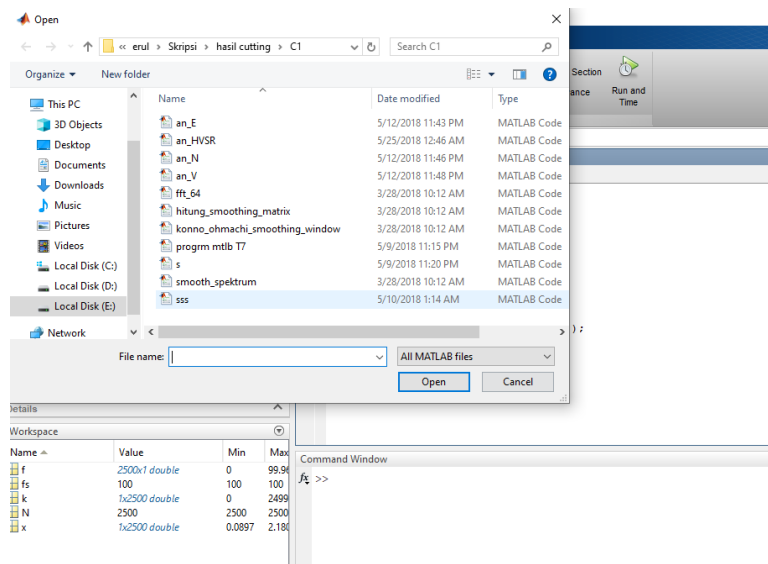 Open
« erul › Skripsi › hasil cutting › C1
Search C1
Organize
New folder
Section
ance
Run and
Time
This PC
3D Objects
Desktop
Documents
Downloads
Music
Pictures
Videos
Local Disk (C:)
Local Disk (D:)
Local Disk (E:)
Network
Name Date modified Type
an_E 5/12/2018 11:43 PM MATLAB Code
an_HVSR 5/25/2018 12:46 AM MATLAB Code
an_N 5/12/2018 11:46 PM MATLAB Code
an_V 5/12/2018 11:48 PM MATLAB Code
fft_64 3/28/2018 10:12 AM MATLAB Code
hitung_smoothing_matrix 3/28/2018 10:12 AM MATLAB Code
konno_ohmachi_smoothing_window 3/28/2018 10:12 AM MATLAB Code
progrm mtlb T7 5/9/2018 11:15 PM MATLAB Code
s 5/9/2018 11:20 PM MATLAB Code
smooth_spektrum 3/28/2018 10:12 AM MATLAB Code
sss 5/10/2018 1:14 AM MATLAB Code
);
File name:
All MATLAB files
Open
Cancel
Details
Workspace
Name Value Min Max
f 2500x1 double 0 99.96
fs 100 100 100
k 1x2500 double 0 2499
N 2500 2500 2500
x 1x2500 double 0.0897 2.180
Command Window
fx >>